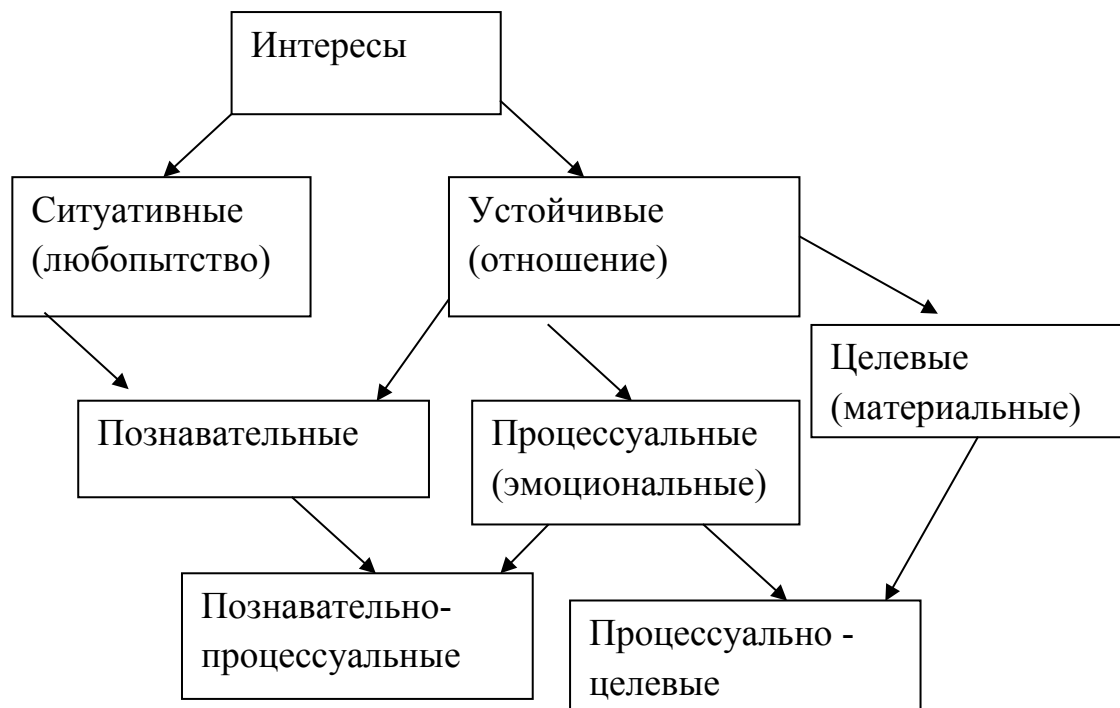 Интересы
Ситуативные
(любопытство)
Устойчивые
(отношение)
Целевые
(материальные)
Познавательные
Процессуальные
(эмоциональные)
Познавательно-
процессуальные
Процессуально -
целевые